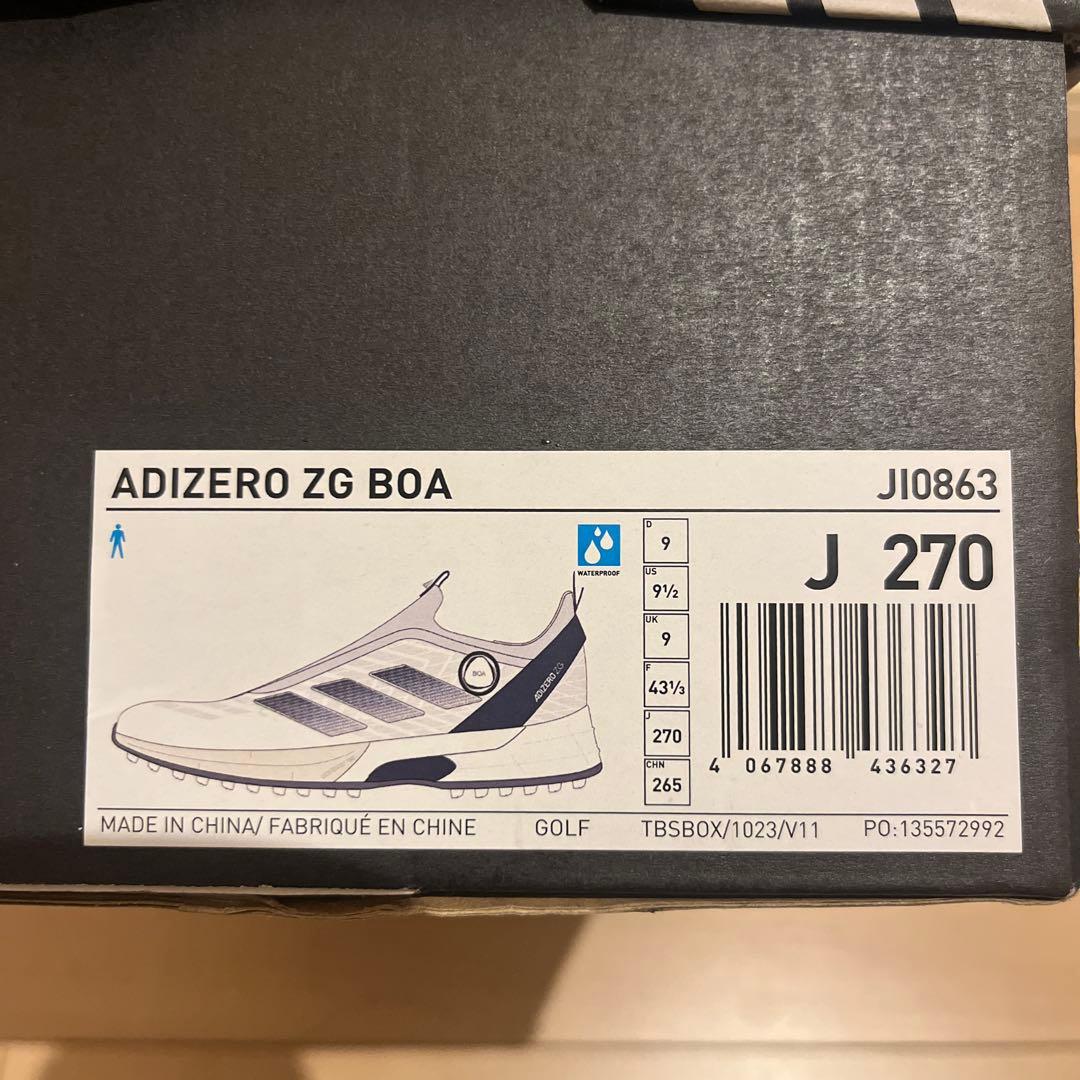 ADIZERO ZG BOA JI0863
WATERPROOF
D 9
US 9½
UK 9
F 43⅓
J 270
CHN 265
J 270
BOA
ADIZERO ZG
4 067888 436327
MADE IN CHINA/ FABRIQUÉ EN CHINE GOLF TBSBOX/1023/V11 PO:135572992